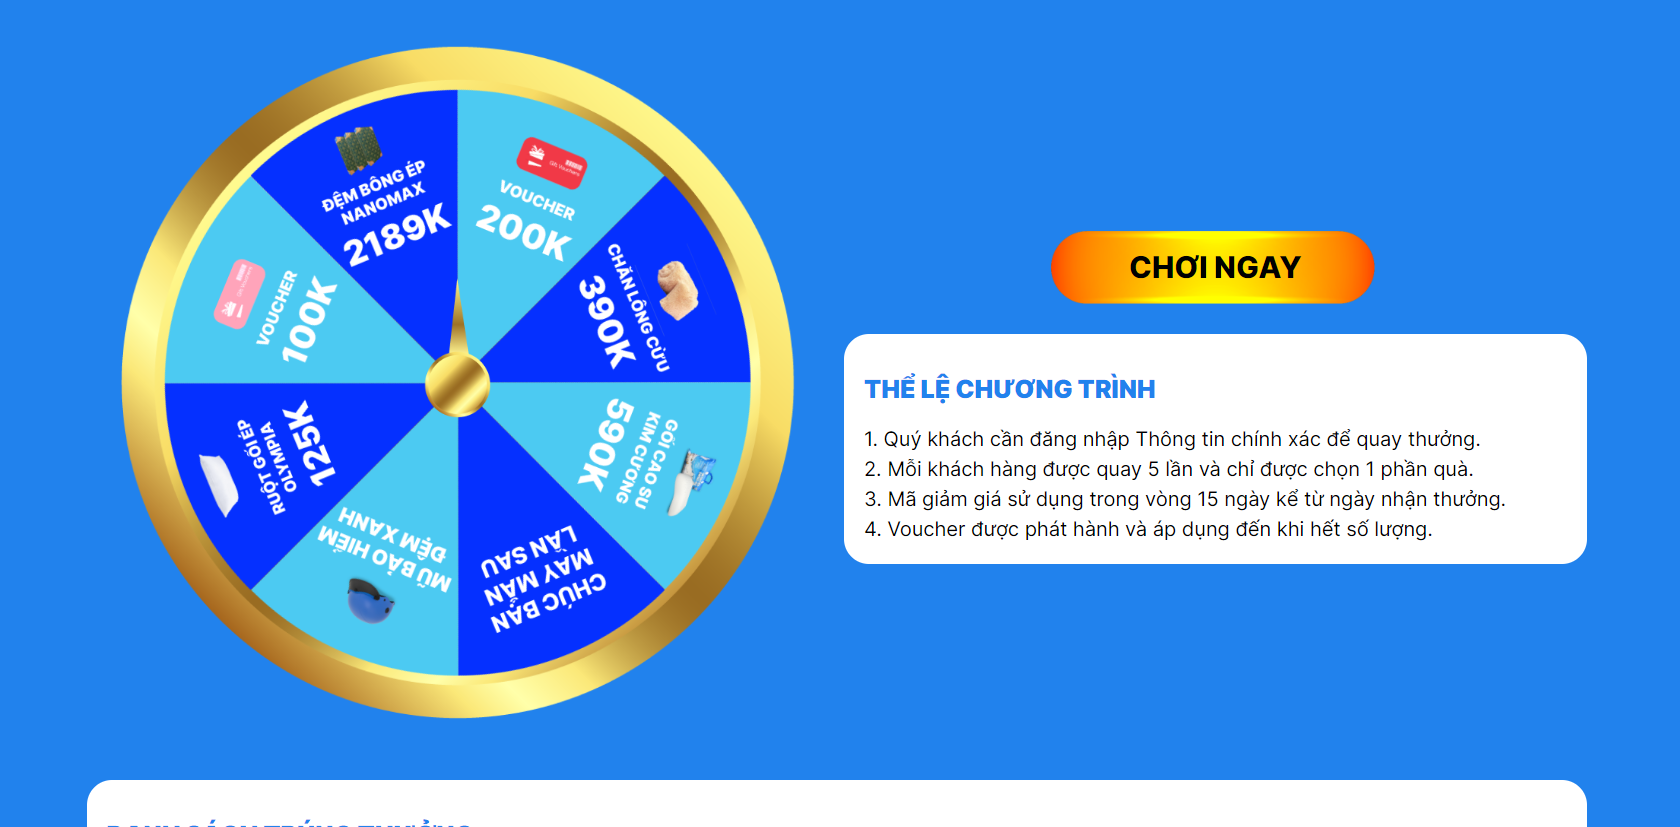 ĐỆM BÔNG ÉP
NANOMAX
2189K
VOUCHER
200K
CHĂN LÔNG CỪU
390K
GỐI CAO SU
KIM CƯƠNG
590K
CHÚC BẠN
MAY MẮN
LẦN SAU
MŨ BẢO HIỂM
ĐỆM XANH
RUỘT GỐI ÉP
OLYMPIA
125K
VOUCHER
100K
CHƠI NGAY
THỂ LỆ CHƯƠNG TRÌNH
1. Quý khách cần đăng nhập Thông tin chính xác để quay thưởng.
2. Mỗi khách hàng được quay 5 lần và chỉ được chọn 1 phần quà.
3. Mã giảm giá sử dụng trong vòng 15 ngày kể từ ngày nhận thưởng.
4. Voucher được phát hành và áp dụng đến khi hết số lượng.